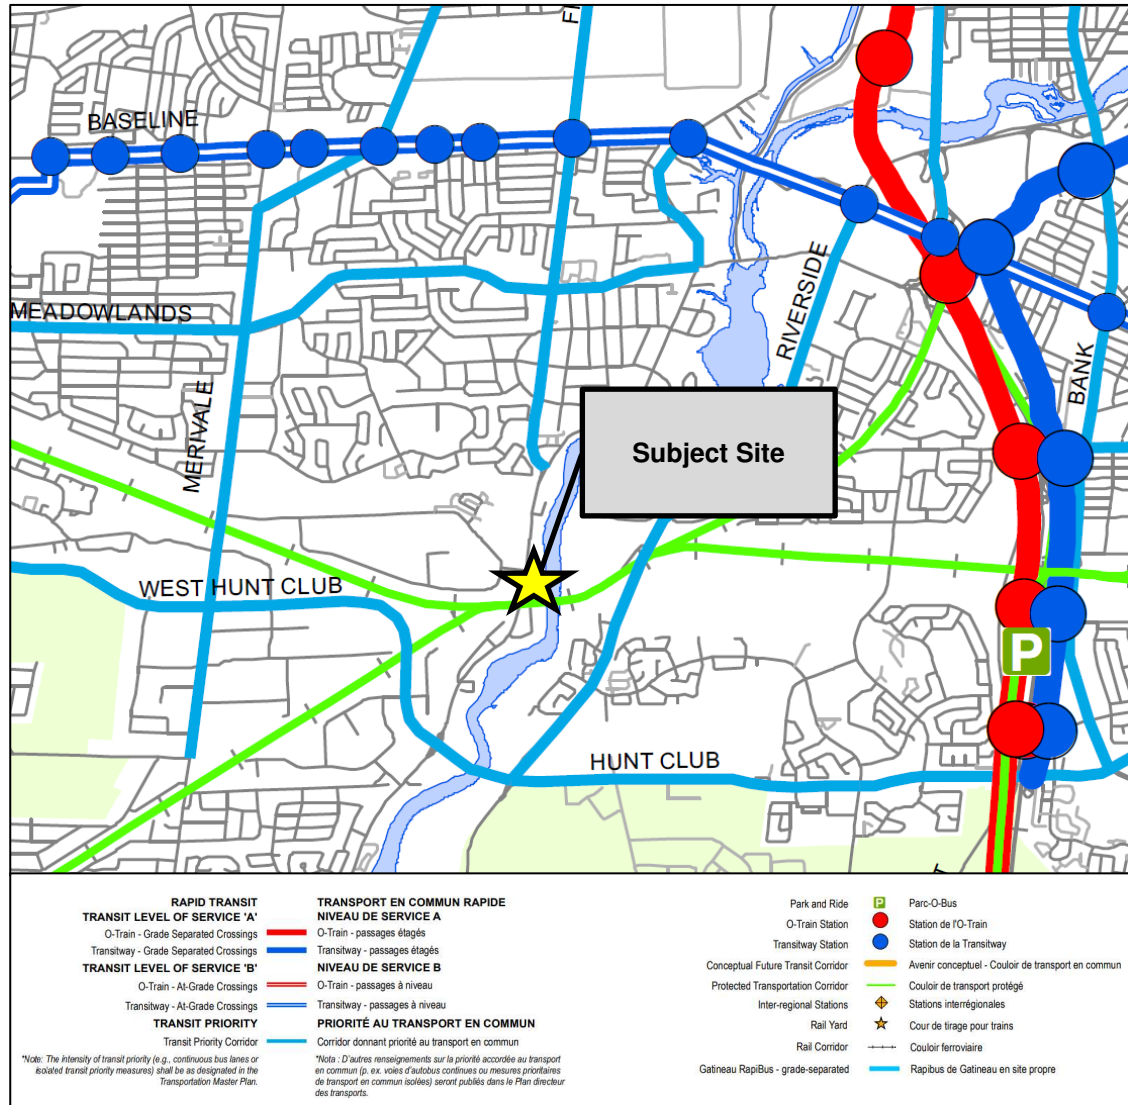 FI
BASELINE
RIVERSIDE
MEADOWLANDS
BANK
MERIVALE
Subject Site
WEST HUNT CLUB
P
HUNT CLUB
RAPID TRANSIT
TRANSIT LEVEL OF SERVICE 'A'
O-Train - Grade Separated Crossings
Transitway - Grade Separated Crossings
TRANSIT LEVEL OF SERVICE 'B'
O-Train - At-Grade Crossings
Transitway - At-Grade Crossings
TRANSIT PRIORITY
Transit Priority Corridor
*Note: The intensity of transit priority (e.g., continuous bus lanes or
isolated transit priority measures) shall be as designated in the
Transportation Master Plan.
TRANSPORT EN COMMUN RAPIDE
NIVEAU DE SERVICE A
O-Train - passages étagés
Transitway - passages étagés
NIVEAU DE SERVICE B
O-Train - passages à niveau
Transitway - passages à niveau
PRIORITÉ AU TRANSPORT EN COMMUN
Corridor donnant priorité au transport en commun
*Nota : D'autres renseignements sur la priorité accordée au transport
en commun (p. ex. voies d'autobus continues ou mesures prioritaires
de transport en commun isolées) seront publiés dans le Plan directeur
des transports.
Park and Ride P Parc-O-Bus
O-Train Station Station de l'O-Train
Transitway Station Station de la Transitway
Conceptual Future Transit Corridor Avenir conceptuel - Couloir de transport en commun
Protected Transportation Corridor Couloir de transport protégé
Inter-regional Stations Stations interrégionales
Rail Yard Cour de tirage pour trains
Rail Corridor Couloir ferroviaire
Gatineau RapiBus - grade-separated Rapibus de Gatineau en site propre